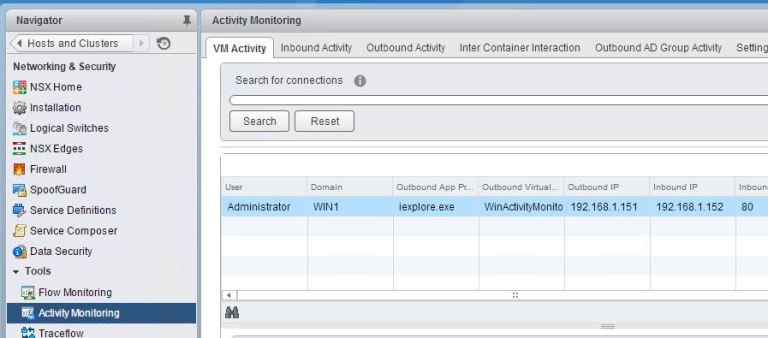 Navigator
Hosts and Clusters
Networking & Security
NSX Home
Installation
Logical Switches
NSX Edges
Firewall
SpoofGuard
Service Definitions
Service Composer
Data Security
Tools
Flow Monitoring
Activity Monitoring
Traceflow
Activity Monitoring
VM Activity Inbound Activity Outbound Activity Inter Container Interaction Outbound AD Group Activity Setting
Search for connections
Search Reset
User Domain Outbound App Pr... Outbound Virtual... Outbound IP Inbound IP Inboun
Administrator WIN1 iexplore.exe WinActivityMonito 192.168.1.151 192.168.1.152 80